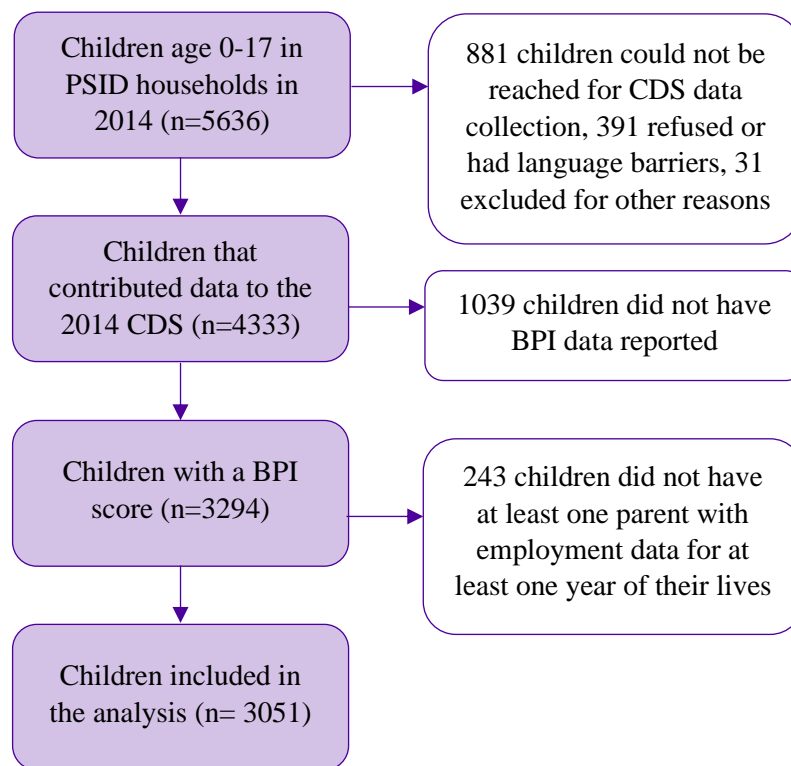 Children age 0-17 in
PSID households in
2014 (n=5636)
881 children could not be
reached for CDS data
collection, 391 refused or
had language barriers, 31
excluded for other reasons
Children that
contributed data to the
2014 CDS (n=4333)
1039 children did not have
BPI data reported
Children with a BPI
score (n=3294)
243 children did not have
at least one parent with
employment data for at
least one year of their lives
Children included in
the analysis (n= 3051)